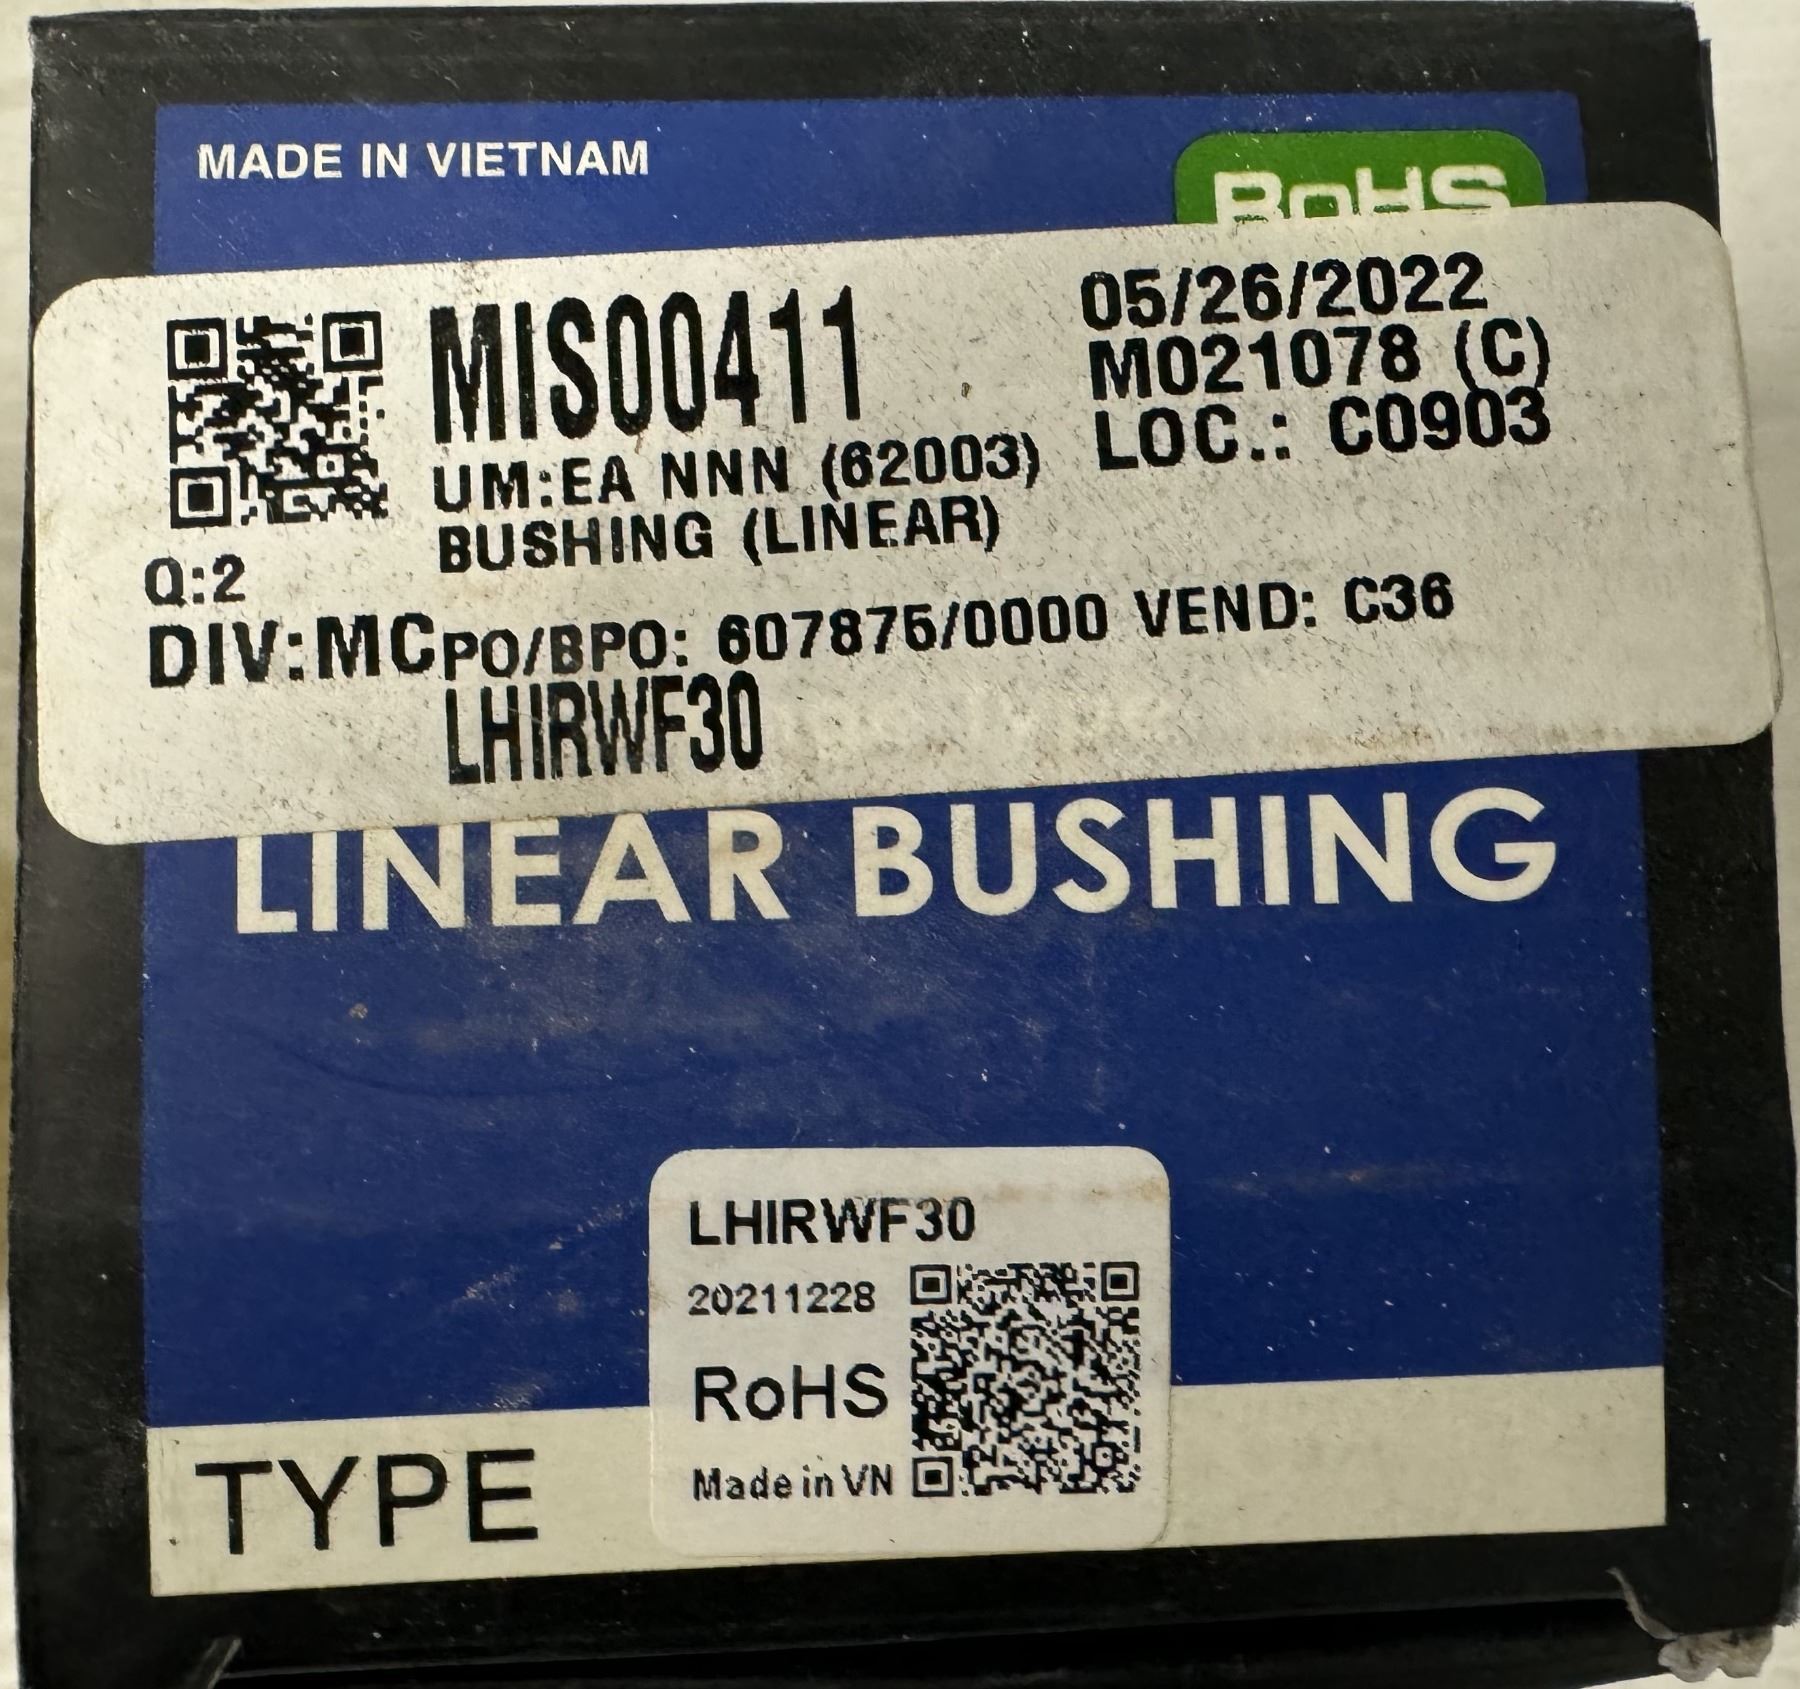 MADE IN VIETNAM
RoHS
MIS00411
05/26/2022
M021078 (C)
LOC.: C0903
UM:EA NNN (62003)
BUSHING (LINEAR)
Q:2
DIV:MC PO/BPO: 607875/0000 VEND: C36
LHIRWF30
LINEAR BUSHING
LHIRWF30
20211228
RoHS
Made in VN
TYPE